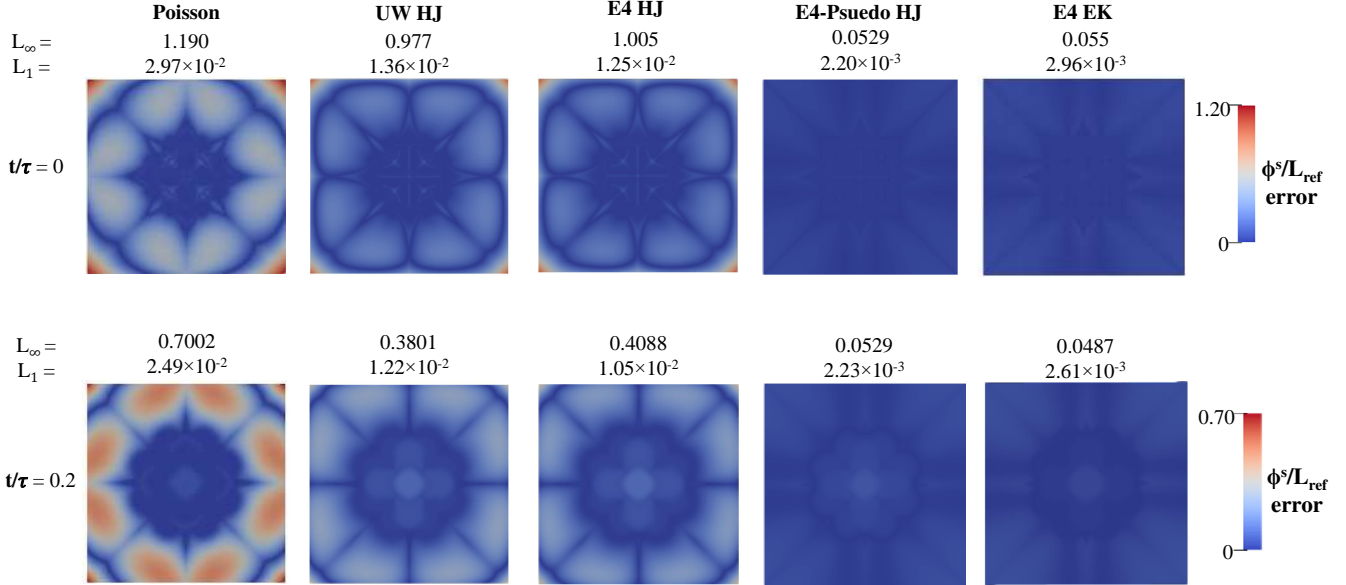 Poisson UW HJ E4 HJ E4-Psuedo HJ E4 EK
L∞ = 1.190 0.977 1.005 0.0529 0.055
L₁ = 2.97×10⁻² 1.36×10⁻² 1.25×10⁻² 2.20×10⁻³ 2.96×10⁻³
1.20
t/τ = 0
ϕˢ/L_ref
error
0
L∞ = 0.7002 0.3801 0.4088 0.0529 0.0487
L₁ = 2.49×10⁻² 1.22×10⁻² 1.05×10⁻² 2.23×10⁻³ 2.61×10⁻³
0.70
t/τ = 0.2
ϕˢ/L_ref
error
0